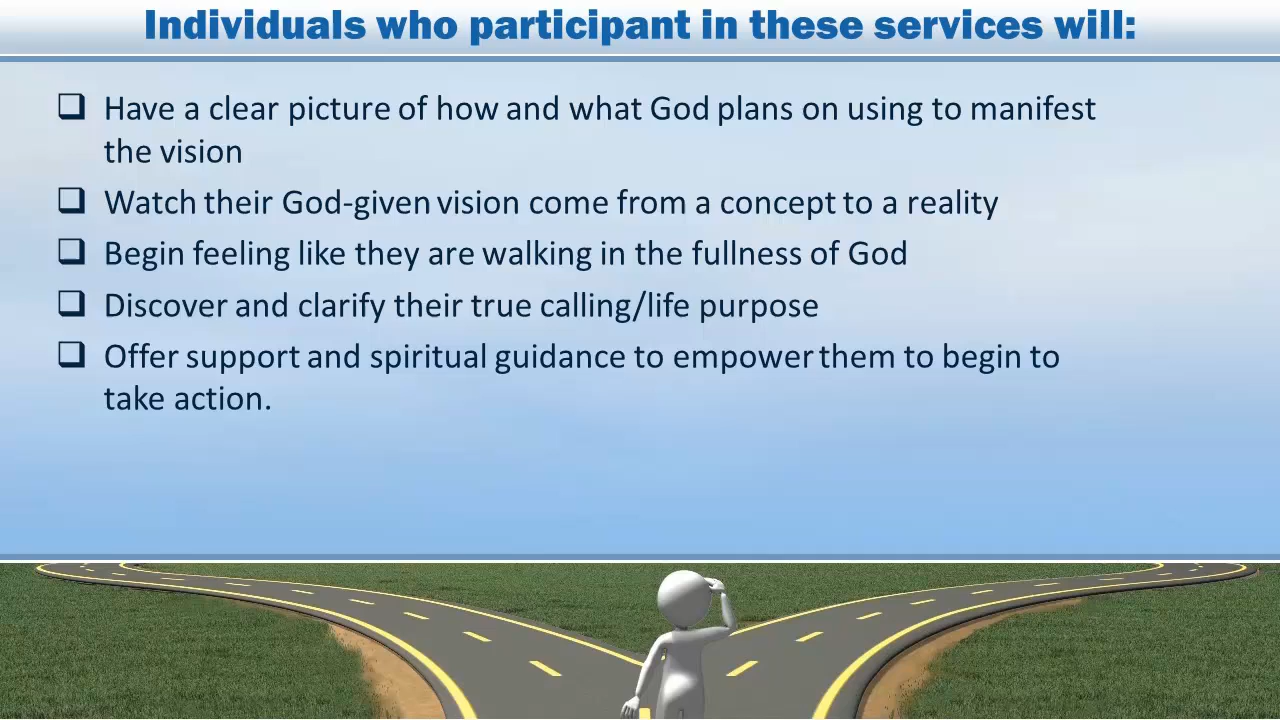 Individuals who participant in these services will:
Have a clear picture of how and what God plans on using to manifest
the vision
Watch their God-given vision come from a concept to a reality
Begin feeling like they are walking in the fullness of God
Discover and clarify their true calling/life purpose
Offer support and spiritual guidance to empower them to begin to
take action.